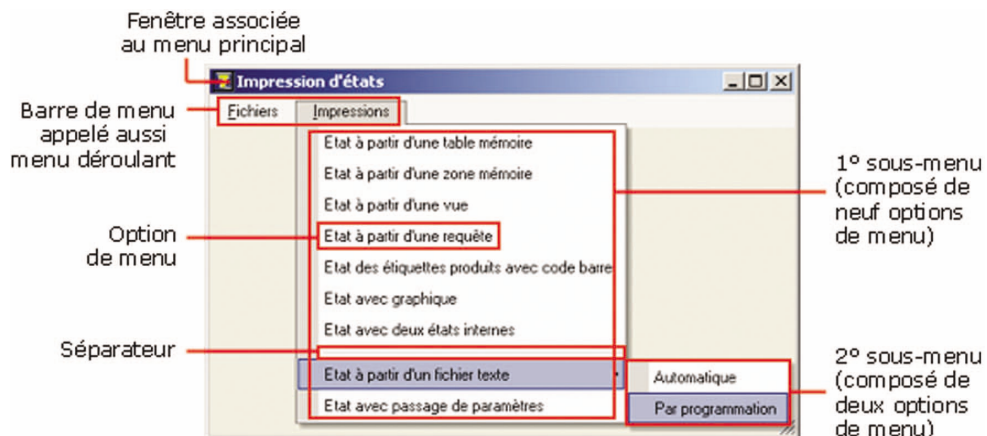 Fenêtre associée
au menu principal
Impression d'états
Barre de menu
appelé aussi
menu déroulant
Fichiers
Impressions
Etat à partir d'une table mémoire
Etat à partir d'une zone mémoire
Etat à partir d'une vue
Option
de menu
Etat à partir d'une requête
Etat des étiquettes produits avec code barre
Etat avec graphique
Etat avec deux états internes
Séparateur
Etat à partir d'un fichier texte
Etat avec passage de paramètres
1º sous-menu
(composé de
neuf options
de menu)
Automatique
Par programmation
2º sous-menu
(composé de
deux options
de menu)